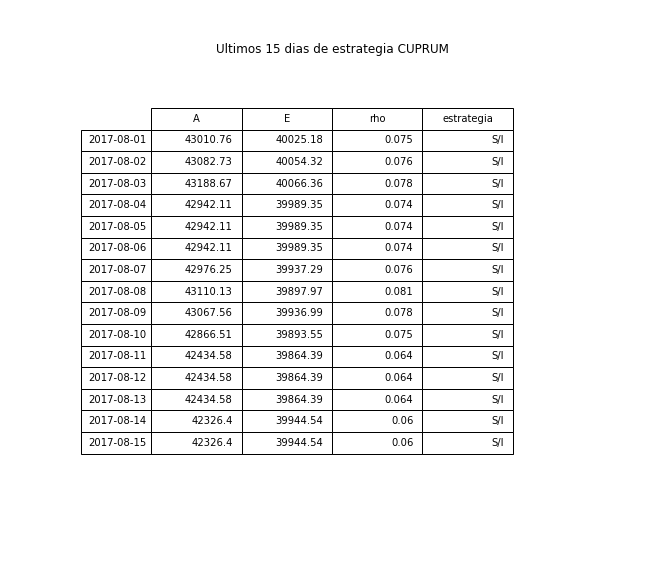 Ultimos 15 dias de estrategia CUPRUM
A E rho estrategia
2017-08-01 43010.76 40025.18 0.075 S/I
2017-08-02 43082.73 40054.32 0.076 S/I
2017-08-03 43188.67 40066.36 0.078 S/I
2017-08-04 42942.11 39989.35 0.074 S/I
2017-08-05 42942.11 39989.35 0.074 S/I
2017-08-06 42942.11 39989.35 0.074 S/I
2017-08-07 42976.25 39937.29 0.076 S/I
2017-08-08 43110.13 39897.97 0.081 S/I
2017-08-09 43067.56 39936.99 0.078 S/I
2017-08-10 42866.51 39893.55 0.075 S/I
2017-08-11 42434.58 39864.39 0.064 S/I
2017-08-12 42434.58 39864.39 0.064 S/I
2017-08-13 42434.58 39864.39 0.064 S/I
2017-08-14 42326.4 39944.54 0.06 S/I
2017-08-15 42326.4 39944.54 0.06 S/I